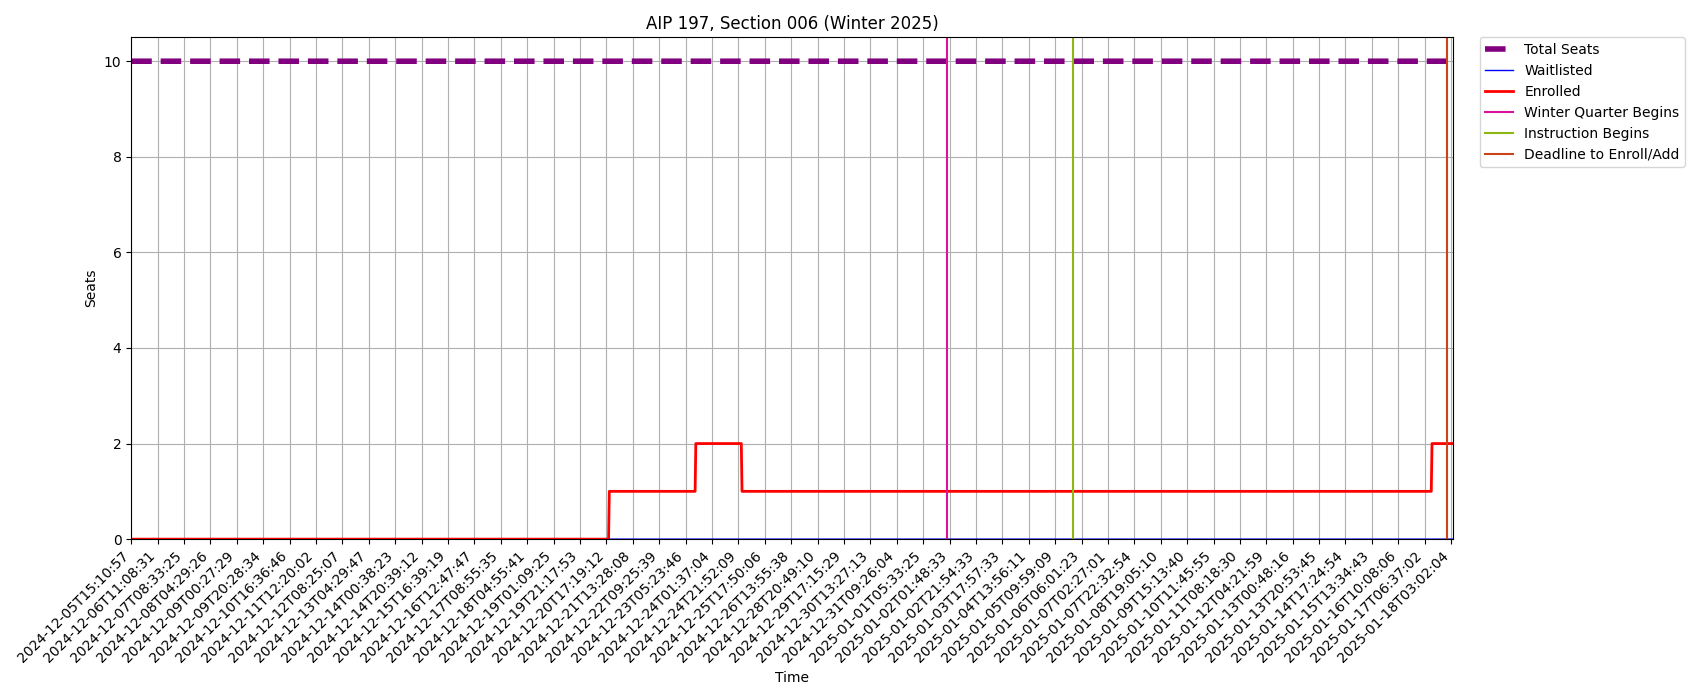 AIP 197, Section 006 (Winter 2025)
Total Seats
Waitlisted
Enrolled
Winter Quarter Begins
Instruction Begins
Deadline to Enroll/Add
10
8
6
4
2
0
Seats
2024-12-05T15:10:57
2024-12-06T11:08:31
2024-12-07T08:33:25
2024-12-08T04:29:26
2024-12-09T00:27:29
2024-12-09T20:28:34
2024-12-10T16:36:46
2024-12-11T12:20:02
2024-12-12T08:25:07
2024-12-13T04:29:47
2024-12-14T00:38:23
2024-12-14T20:39:12
2024-12-15T16:39:19
2024-12-16T12:47:47
2024-12-17T08:55:35
2024-12-18T04:55:41
2024-12-19T01:09:25
2024-12-19T21:17:53
2024-12-20T17:19:12
2024-12-21T13:28:08
2024-12-22T09:25:39
2024-12-23T05:23:46
2024-12-24T01:37:04
2024-12-24T21:52:09
2024-12-25T17:50:06
2024-12-26T13:55:38
2024-12-28T20:49:10
2024-12-29T17:15:29
2024-12-30T13:27:13
2024-12-31T09:26:04
2025-01-01T05:33:25
2025-01-02T01:48:33
2025-01-02T21:54:33
2025-01-03T17:57:33
2025-01-04T13:56:11
2025-01-05T09:59:09
2025-01-06T06:01:23
2025-01-07T02:27:01
2025-01-07T22:32:54
2025-01-08T19:05:10
2025-01-09T15:13:40
2025-01-10T11:45:55
2025-01-11T08:18:30
2025-01-12T04:21:59
2025-01-13T00:48:16
2025-01-13T20:53:45
2025-01-14T17:24:54
2025-01-15T13:34:43
2025-01-16T10:08:06
2025-01-17T06:37:02
2025-01-18T03:02:04
Time